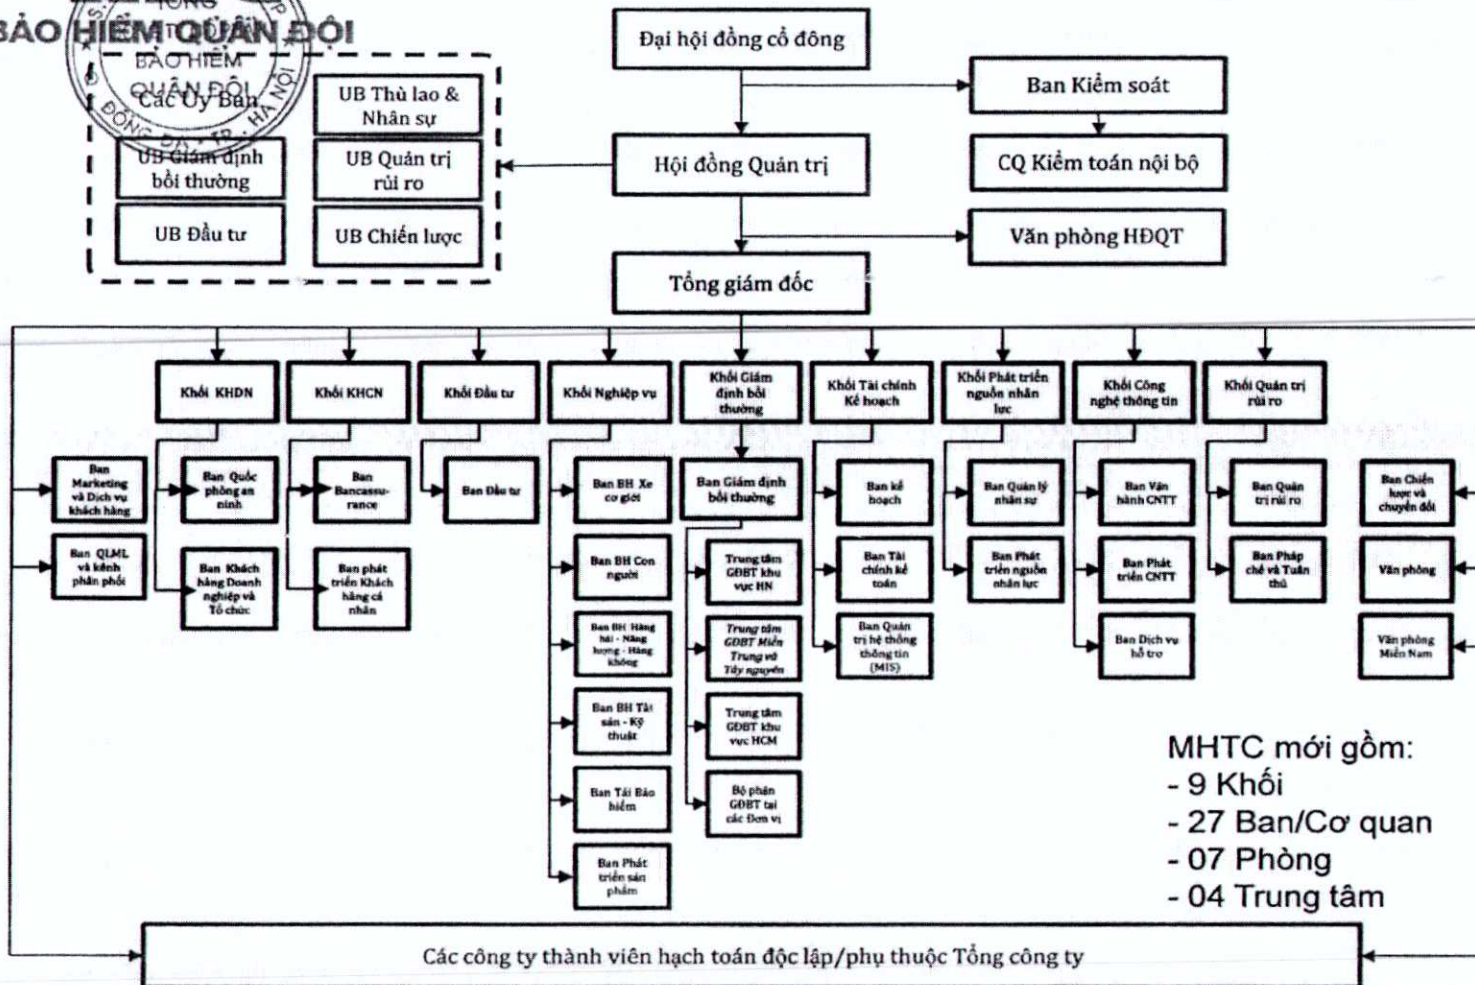 BẢO HIỂM QUÂN ĐỘI
TỔNG
BẢO HIỂM
QUÂN ĐỘI
ĐỐNG ĐA - TP. HÀ NỘI
Các Ủy Ban
UB Thù lao &
Nhân sự
UB Giám định
bồi thường
UB Quản trị
rủi ro
UB Đầu tư
UB Chiến lược
Đại hội đồng cổ đông
Ban Kiểm soát
Hội đồng Quản trị
CQ Kiểm toán nội bộ
Văn phòng HĐQT
Tổng giám đốc
Khối KHDN
Khối KHCN
Khối Đầu tư
Khối Nghiệp vụ
Khối Giám
định bồi
thường
Khối Tài chính
Kế hoạch
Khối Phát triển
nguồn nhân
lực
Khối Công
nghệ thông tin
Khối Quản trị
rủi ro
Ban
Marketing
và Dịch vụ
khách hàng
Ban QLML
và kênh
phân phối
Ban Quốc
phòng an
ninh
Ban Khách
hàng Doanh
nghiệp và
Tổ chức
Ban
Bancassu-
rance
Ban phát
triển Khách
hàng cá
nhân
Ban Đầu tư
Ban BH Xe
cơ giới
Ban BH Con
người
Ban BH Hàng
hải - Năng
lượng - Hàng
không
Ban BH Tài
sản - Kỹ
thuật
Ban Tái Bảo
hiểm
Ban Phát
triển sản
phẩm
Ban Giám định
bồi thường
Trung tâm
GĐBT khu
vực HN
Trung tâm
GĐBT Miền
Trung và
Tây nguyên
Trung tâm
GĐBT khu
vực HCM
Bộ phận
GĐBT tại
các Đơn vị
Ban kế
hoạch
Ban Tài
chính kế
toán
Ban Quản
trị hệ thống
thông tin
(MIS)
Ban Quản lý
nhân sự
Ban Phát
triển nguồn
nhân lực
Ban Vận
hành CNTT
Ban Phát
triển CNTT
Ban Dịch vụ
hỗ trợ
Ban Quản
trị rủi ro
Ban Pháp
chế và Tuân
thủ
Ban Chiến
lược và
chuyển đổi
Văn phòng
Văn phòng
Miền Nam
MHTC mới gồm:
- 9 Khối
- 27 Ban/Cơ quan
- 07 Phòng
- 04 Trung tâm
Các công ty thành viên hạch toán độc lập/phụ thuộc Tổng công ty